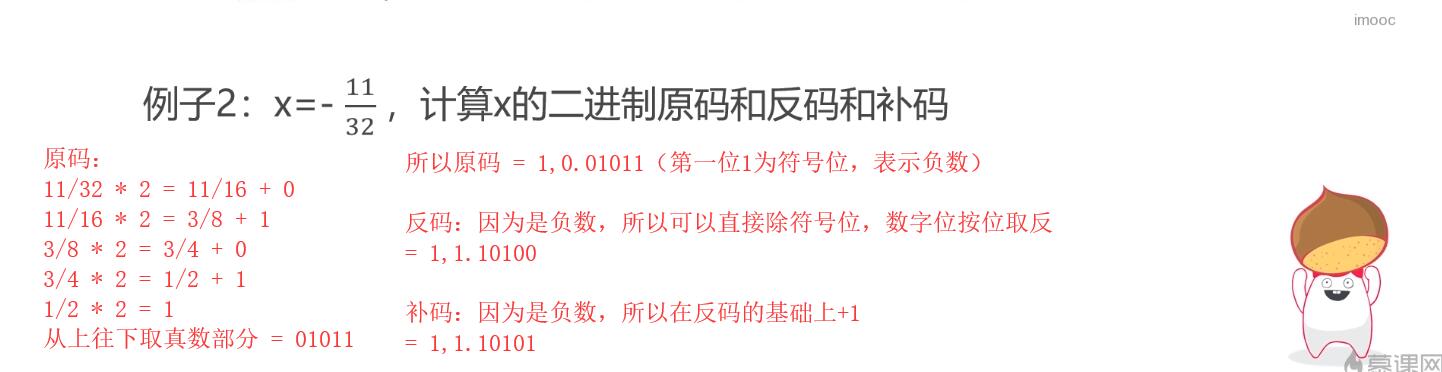 imooc
例子2：x=- 11/32，计算x的二进制原码和反码和补码
原码：
11/32 * 2 = 11/16 + 0
11/16 * 2 = 3/8 + 1
3/8 * 2 = 3/4 + 0
3/4 * 2 = 1/2 + 1
1/2 * 2 = 1
从上往下取真数部分 = 01011
所以原码 = 1,0.01011（第一位1为符号位，表示负数）
反码：因为是负数，所以可以直接除符号位，数字位按位取反
= 1,1.10100
补码：因为是负数，所以在反码的基础上+1
= 1,1.10101
慕课网